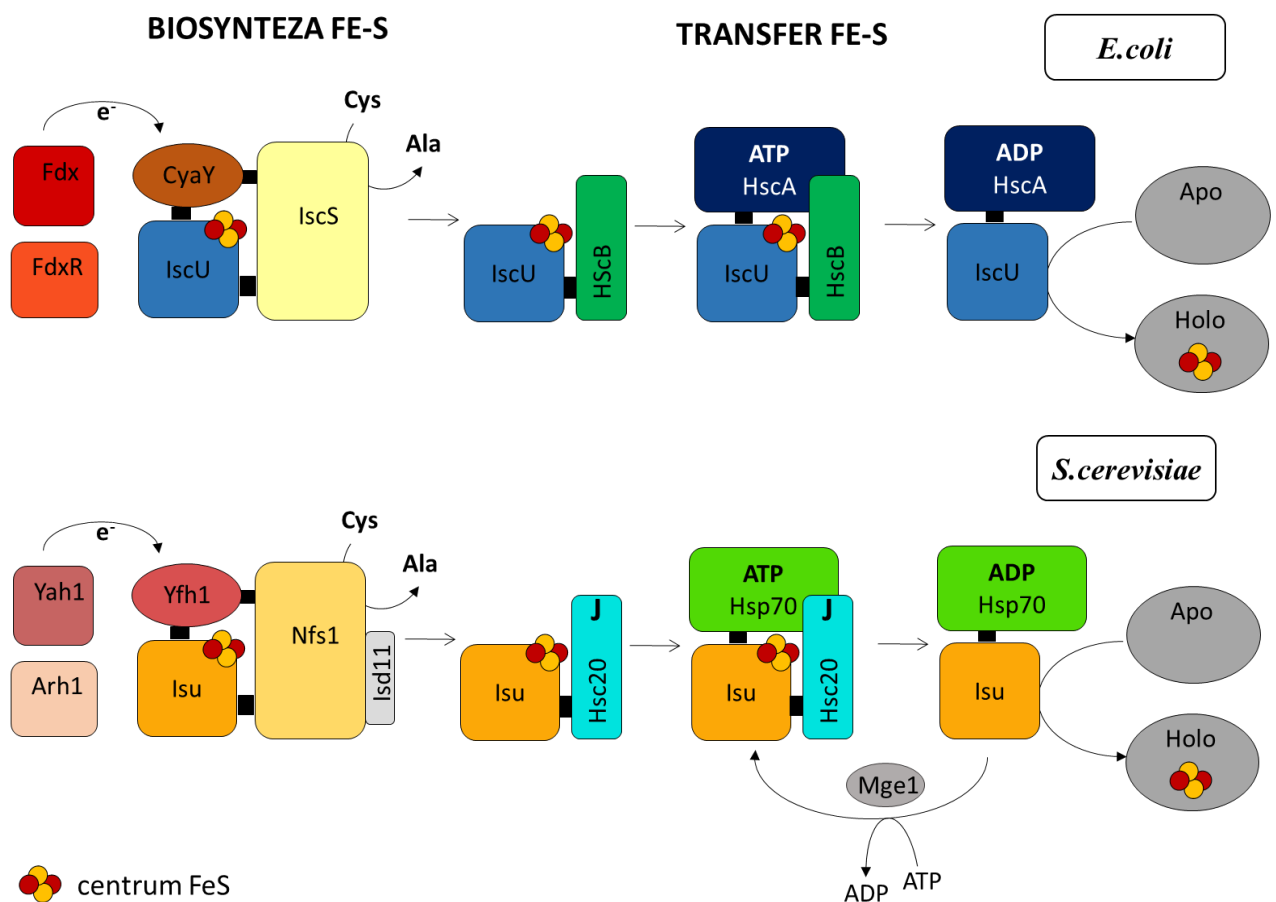 BIOSYNTEZA FE-S
TRANSFER FE-S
E.coli
e-
Cys
Ala
Fdx
FdxR
CyaY
IscU
IscS
IscU
HScB
ATP
HscA
IscU
HscB
ADP
HscA
IscU
Apo
Holo
S.cerevisiae
e-
Cys
Ala
Yah1
Arh1
Yfh1
Isu
Nfs1
Isd11
Isu
J
Hsc20
ATP
Hsp70
Isu
J
Hsc20
ADP
Hsp70
Isu
Apo
Holo
Mge1
ADP
ATP
centrum FeS